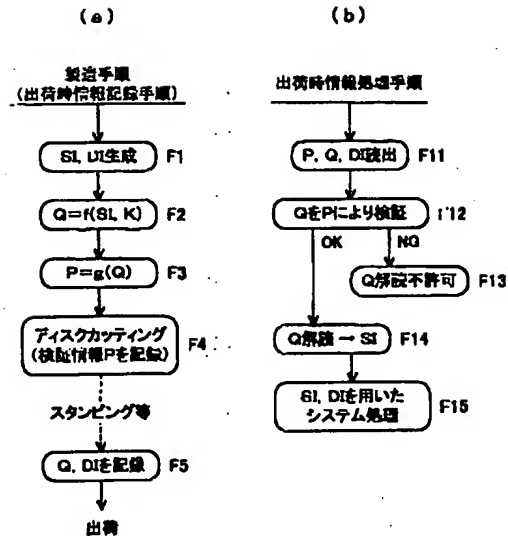 (a)
製造手順
(出荷時情報記録手順)
SI, DI生成 F1
Q=f(SI, K) F2
P=g(Q) F3
ディスクカッティング
(検証情報Pを記録) F4
スタンピング等
Q, DIを記録 F5
出荷
(b)
出荷時情報処理手順
P, Q, DI読出 F11
QをPにより検証 F12
OK
NG
Q解読不許可 F13
Q解読 → SI F14
SI, DIを用いた
システム処理 F15